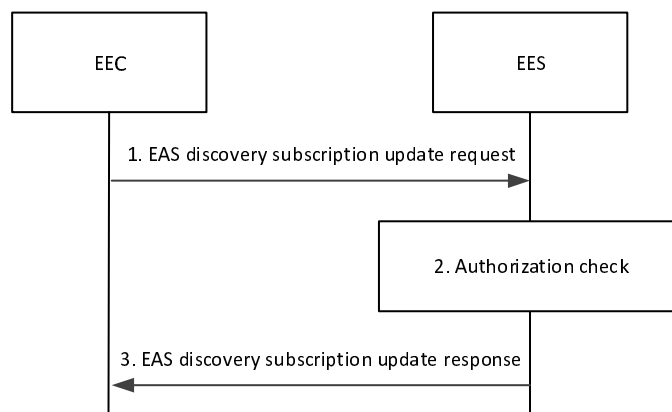 EEC
EES
1. EAS discovery subscription update request
2. Authorization check
3. EAS discovery subscription update response